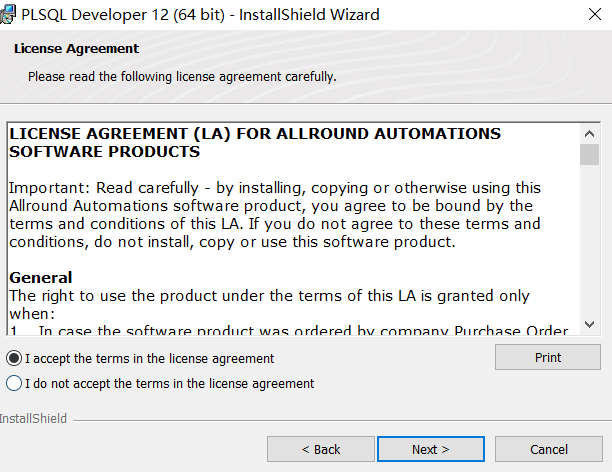 PLSQL Developer 12 (64 bit) - InstallShield Wizard
License Agreement
Please read the following license agreement carefully.
LICENSE AGREEMENT (LA) FOR ALLROUND AUTOMATIONS
SOFTWARE PRODUCTS
Important: Read carefully - by installing, copying or otherwise using this
Allround Automations software product, you agree to be bound by the
terms and conditions of this LA. If you do not agree to these terms and
conditions, do not install, copy or use this software product.
General
The right to use the product under the terms of this LA is granted only
when:
1. In case the software product was ordered by company Purchase Order
I accept the terms in the license agreement
Print
I do not accept the terms in the license agreement
InstallShield
< Back
Next >
Cancel